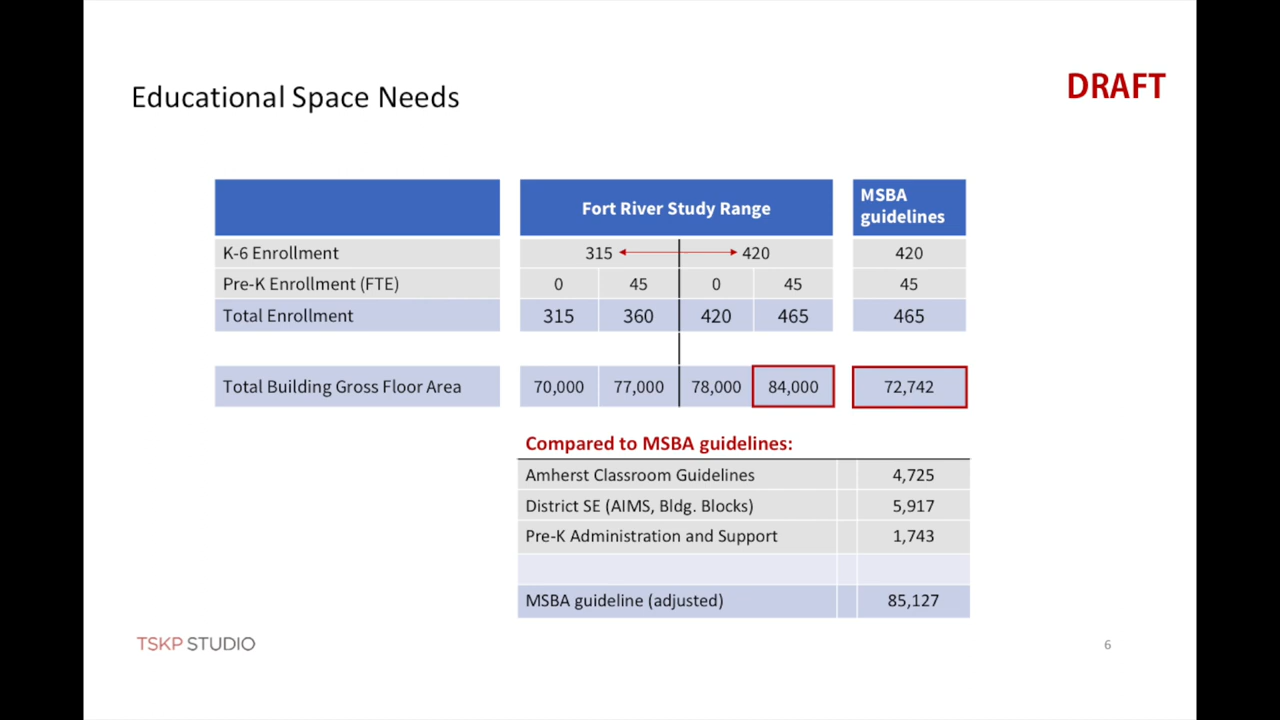 DRAFT
Educational Space Needs
Fort River Study Range
MSBA
guidelines
K-6 Enrollment 315 420 420
Pre-K Enrollment (FTE) 0 45 0 45 45
Total Enrollment 315 360 420 465 465
Total Building Gross Floor Area 70,000 77,000 78,000 84,000 72,742
Compared to MSBA guidelines:
Amherst Classroom Guidelines 4,725
District SE (AIMS, Bldg. Blocks) 5,917
Pre-K Administration and Support 1,743
MSBA guideline (adjusted) 85,127
TSKP STUDIO
6